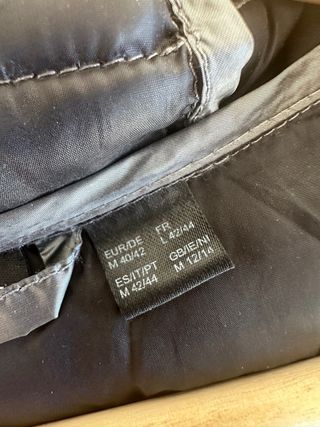 EUR/DE FR
M 40/42 L 42/44
ES/IT/PT GB/IE/NI
M 42/44 M 12/14